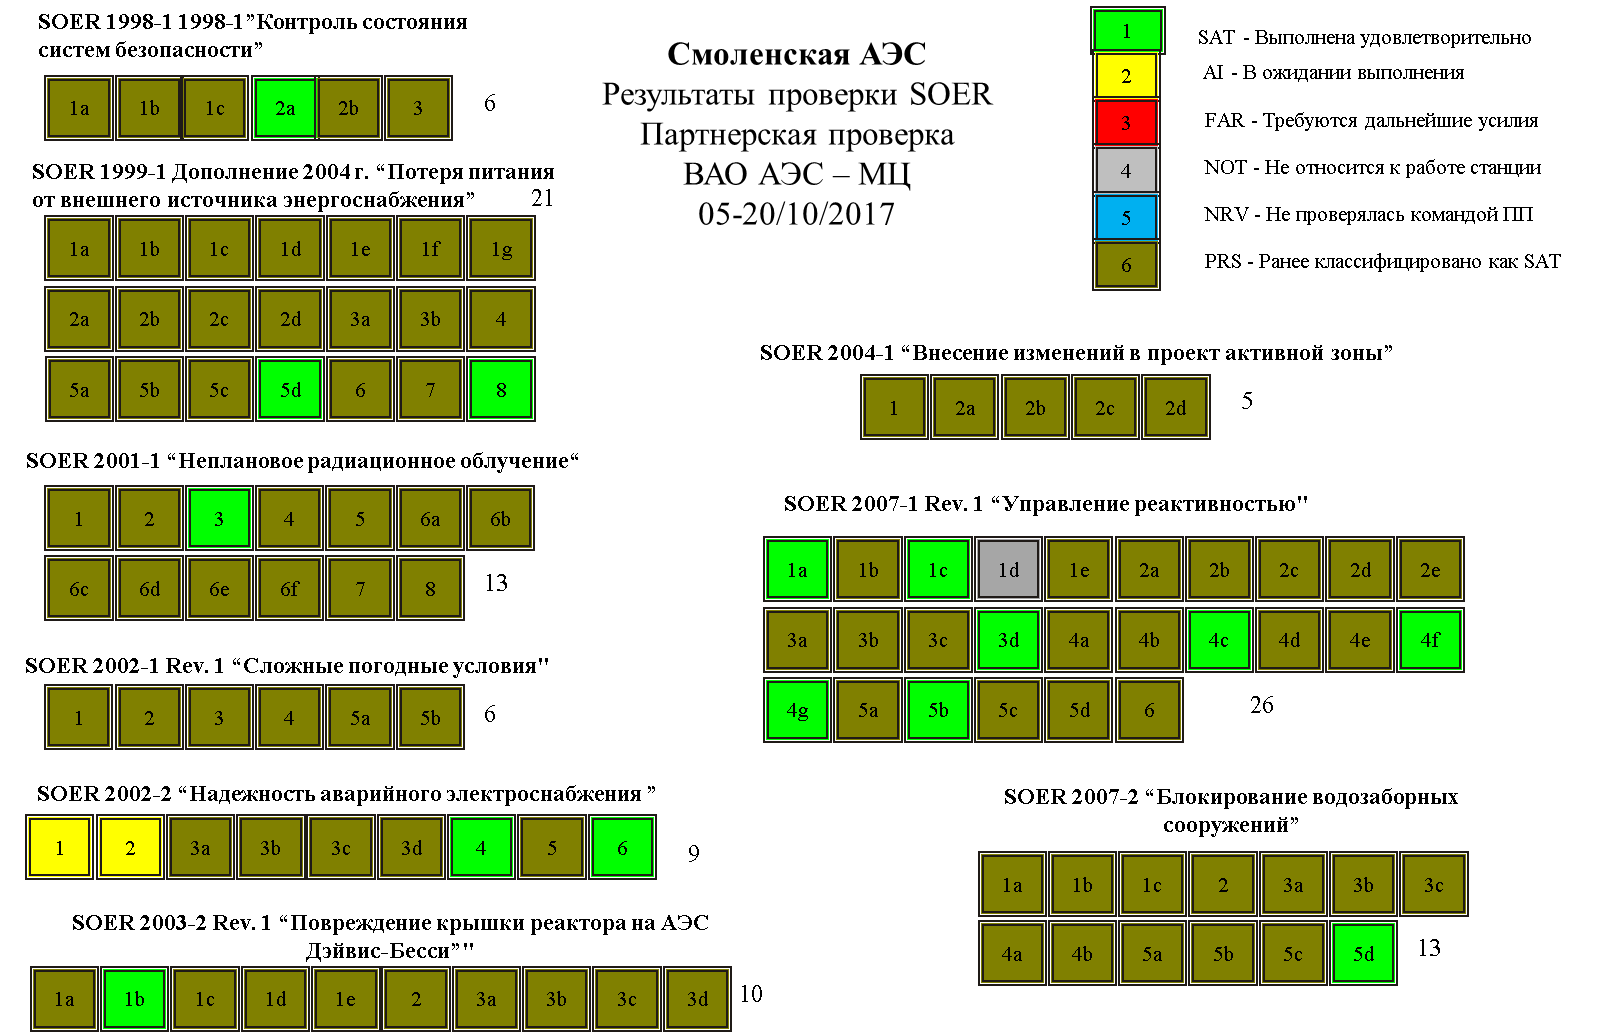 SOER 1998-1 1998-1”Контроль состояния
систем безопасности”
1a 1b 1c 2a 2b 3 6
SOER 1999-1 Дополнение 2004 г. “Потеря питания
от внешнего источника энергоснабжения” 21
1a 1b 1c 1d 1e 1f 1g
2a 2b 2c 2d 3a 3b 4
5a 5b 5c 5d 6 7 8
SOER 2001-1 “Неплановое радиационное облучение“
1 2 3 4 5 6a 6b
6c 6d 6e 6f 7 8 13
SOER 2002-1 Rev. 1 “Сложные погодные условия"
1 2 3 4 5a 5b 6
SOER 2002-2 “Надежность аварийного электроснабжения ”
1 2 3a 3b 3c 3d 4 5 6 9
SOER 2003-2 Rev. 1 “Повреждение крышки реактора на АЭС
Дэйвис-Бесси”"
1a 1b 1c 1d 1e 2 3a 3b 3c 3d 10
Смоленская АЭС
Результаты проверки SOER
Партнерская проверка
ВАО АЭС – МЦ
05-20/10/2017
1 SAT - Выполнена удовлетворительно
2 AI - В ожидании выполнения
3 FAR - Требуются дальнейшие усилия
4 NOT - Не относится к работе станции
5 NRV - Не проверялась командой ПП
6 PRS - Ранее классифицировано как SAT
SOER 2004-1 “Внесение изменений в проект активной зоны”
1 2a 2b 2c 2d 5
SOER 2007-1 Rev. 1 “Управление реактивностью"
1a 1b 1c 1d 1e 2a 2b 2c 2d 2e
3a 3b 3c 3d 4a 4b 4c 4d 4e 4f
4g 5a 5b 5c 5d 6 26
SOER 2007-2 “Блокирование водозаборных
сооружений”
1a 1b 1c 2 3a 3b 3c
4a 4b 5a 5b 5c 5d 13